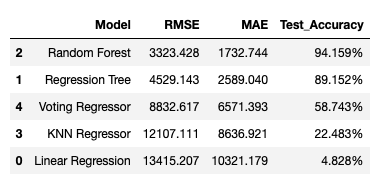 Model RMSE MAE Test_Accuracy
2 Random Forest 3323.428 1732.744 94.159%
1 Regression Tree 4529.143 2589.040 89.152%
4 Voting Regressor 8832.617 6571.393 58.743%
3 KNN Regressor 12107.111 8636.921 22.483%
0 Linear Regression 13415.207 10321.179 4.828%